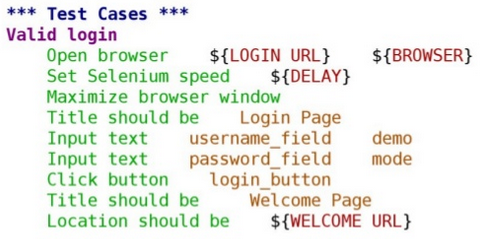 *** Test Cases ***
Valid login
    Open browser    ${LOGIN URL}    ${BROWSER}
    Set Selenium speed    ${DELAY}
    Maximize browser window
    Title should be    Login Page
    Input text    username_field    demo
    Input text    password_field    mode
    Click button    login_button
    Title should be    Welcome Page
    Location should be    ${WELCOME URL}